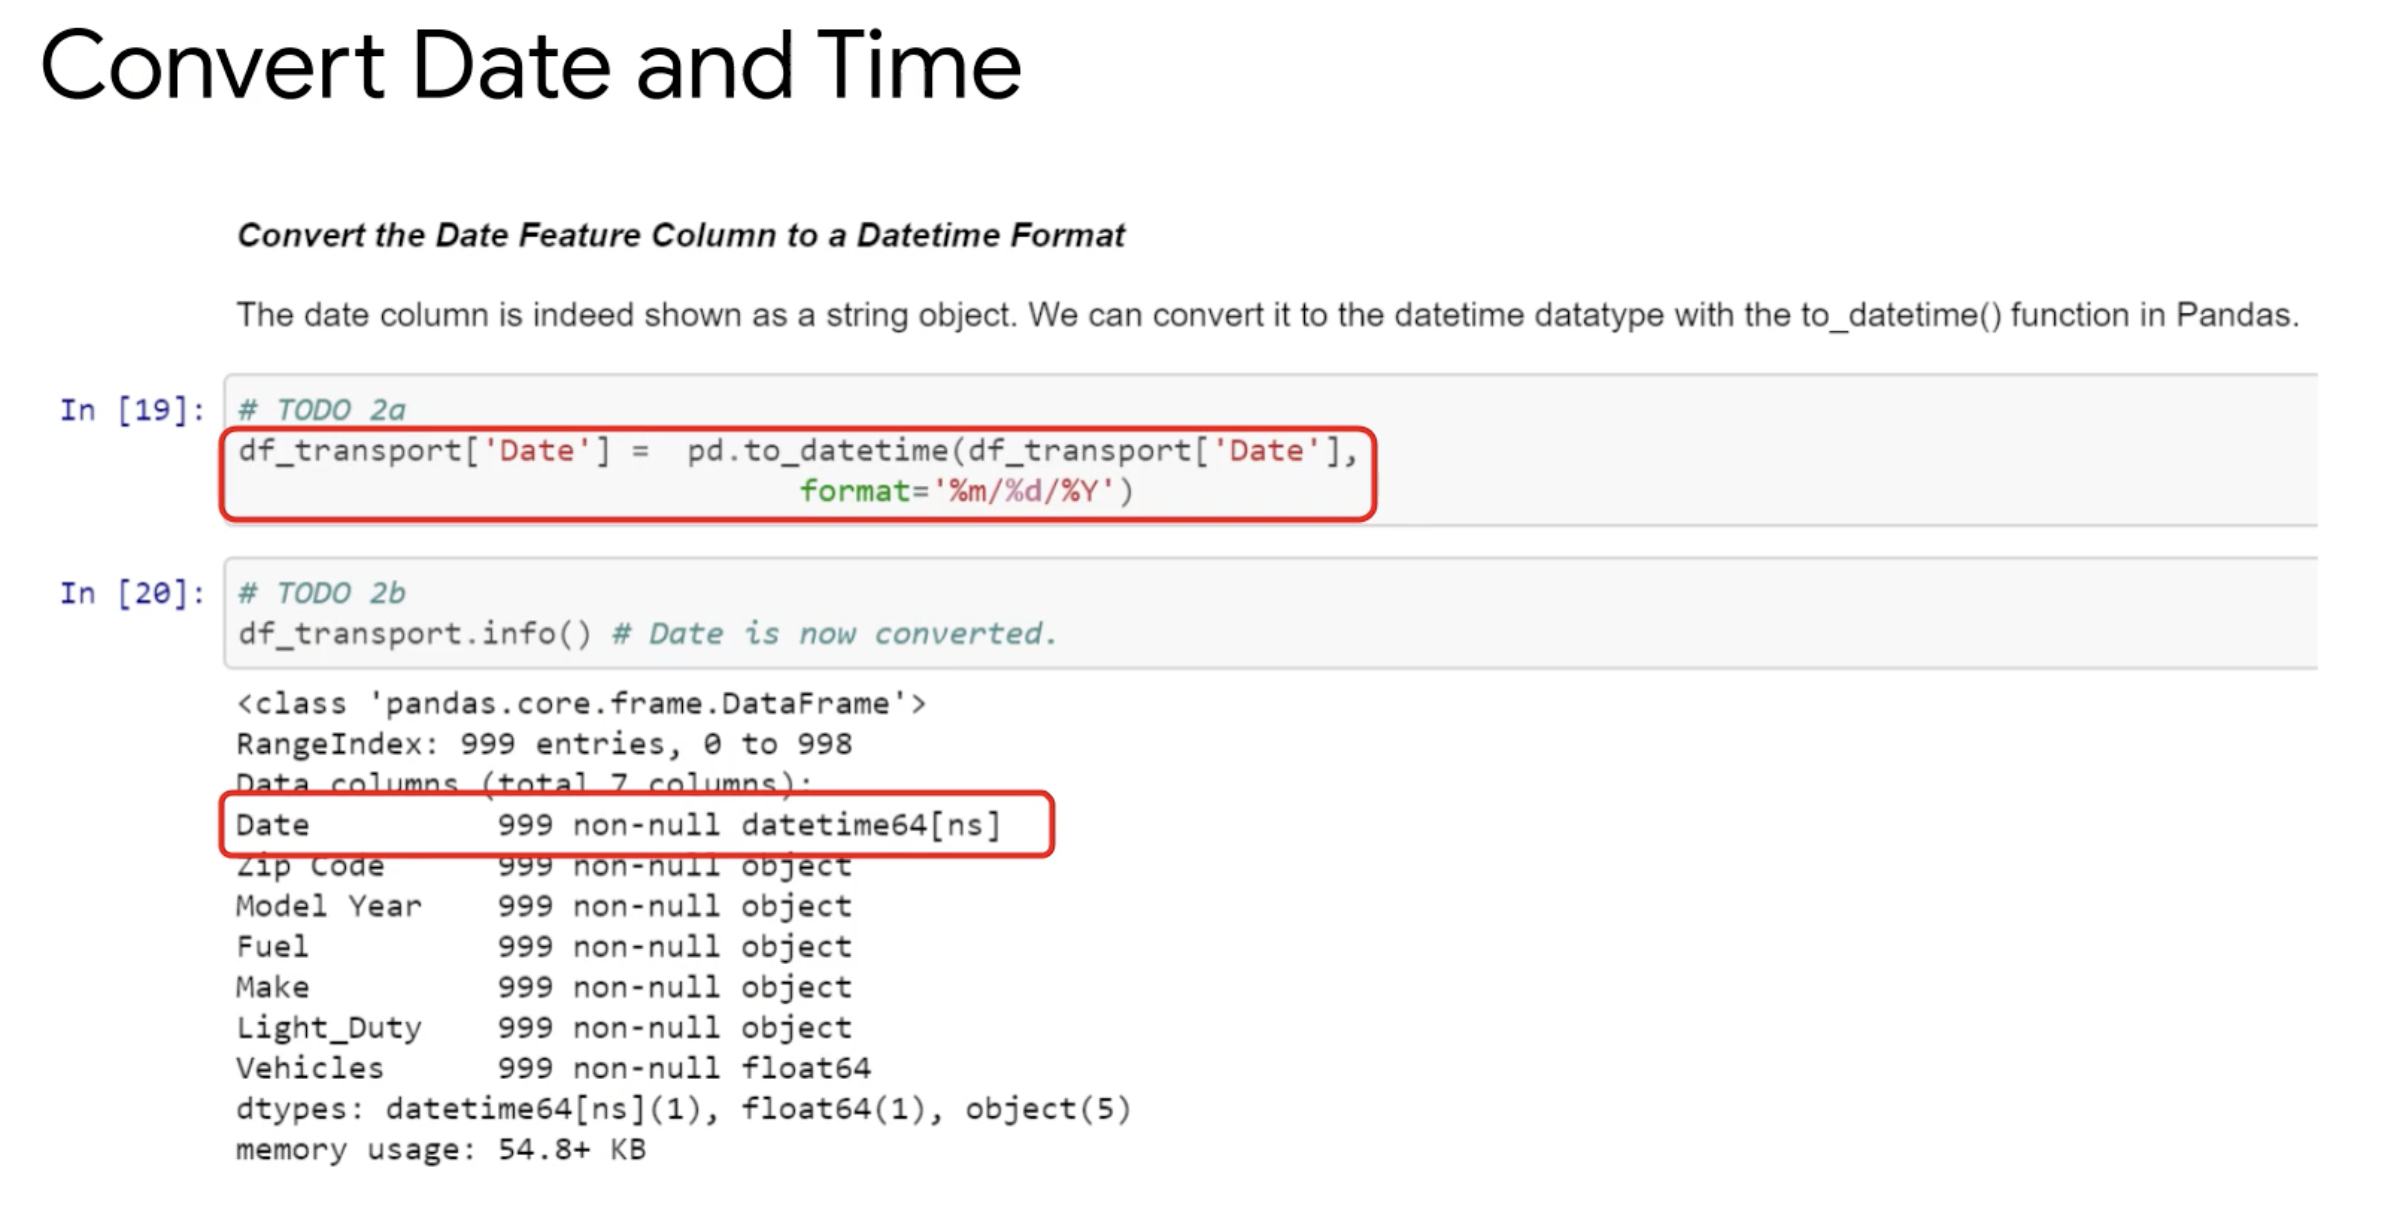 Convert Date and Time
Convert the Date Feature Column to a Datetime Format
The date column is indeed shown as a string object. We can convert it to the datetime datatype with the to_datetime() function in Pandas.
In [19]: # TODO 2a
df_transport['Date'] =  pd.to_datetime(df_transport['Date'],
format='%m/%d/%Y')
In [20]: # TODO 2b
df_transport.info() # Date is now converted.
<class 'pandas.core.frame.DataFrame'>
RangeIndex: 999 entries, 0 to 998
Data columns (total 7 columns):
Date          999 non-null datetime64[ns]
Zip Code      999 non-null object
Model Year    999 non-null object
Fuel          999 non-null object
Make          999 non-null object
Light_Duty    999 non-null object
Vehicles      999 non-null float64
dtypes: datetime64[ns](1), float64(1), object(5)
memory usage: 54.8+ KB